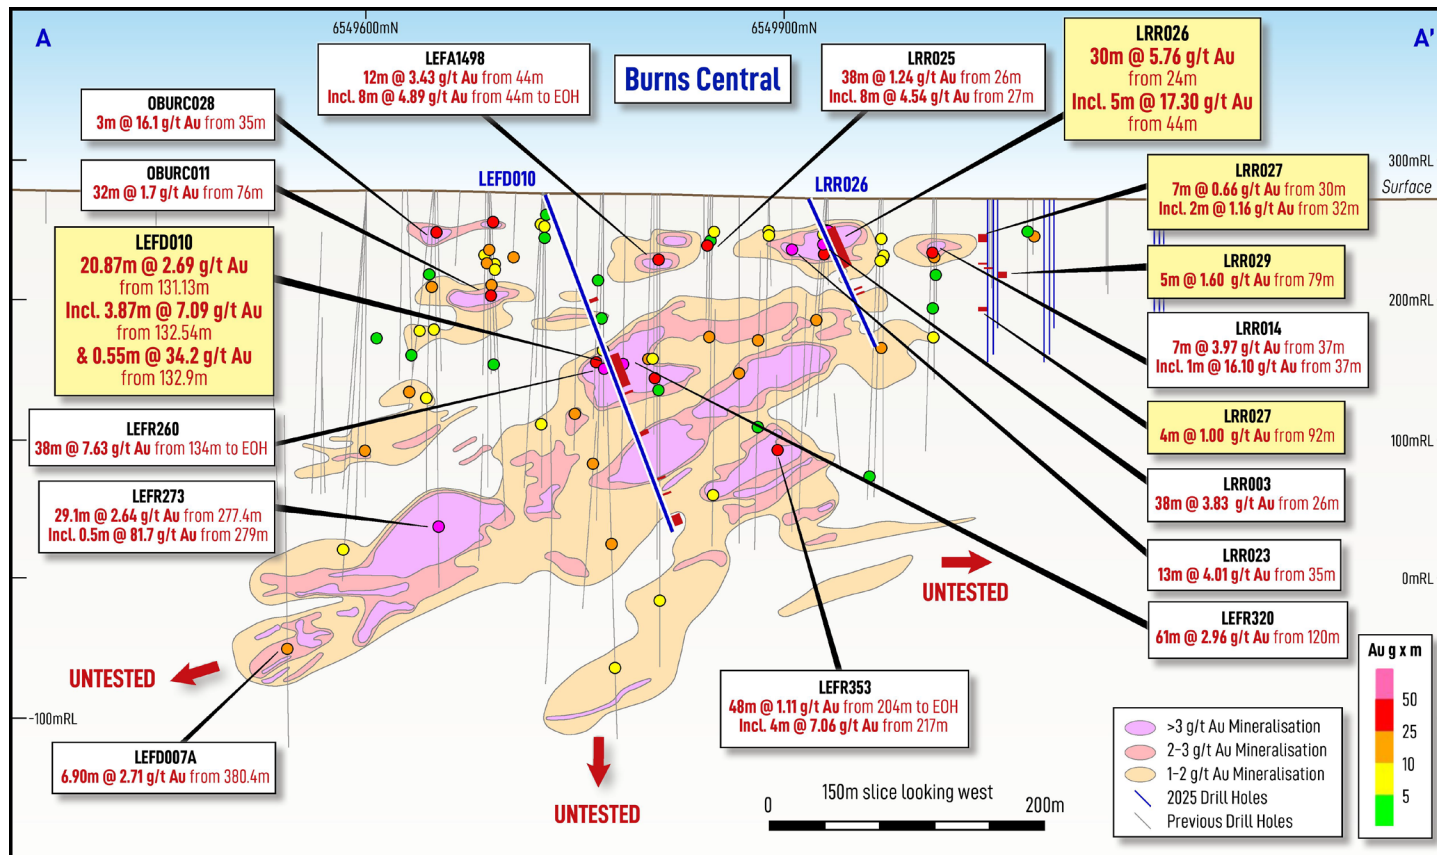 6549600mN
6549900mN
A
A'
Burns Central
LEFA1498
12m @ 3.43 g/t Au from 44m
Incl. 8m @ 4.89 g/t Au from 44m to EOH
LRR025
38m @ 1.24 g/t Au from 26m
Incl. 8m @ 4.54 g/t Au from 27m
LRR026
30m @ 5.76 g/t Au
from 24m
Incl. 5m @ 17.30 g/t Au
from 44m
OBURC028
3m @ 16.1 g/t Au from 35m
OBURC011
32m @ 1.7 g/t Au from 76m
LEFD010
20.87m @ 2.69 g/t Au
from 131.13m
Incl. 3.87m @ 7.09 g/t Au
from 132.54m
& 0.55m @ 34.2 g/t Au
from 132.9m
LEFR260
38m @ 7.63 g/t Au from 134m to EOH
LEFR273
29.1m @ 2.64 g/t Au from 277.4m
Incl. 0.5m @ 81.7 g/t Au from 279m
LEFD010
LRR026
300mRL
Surface
200mRL
100mRL
0mRL
-100mRL
LRR027
7m @ 0.66 g/t Au from 30m
Incl. 2m @ 1.16 g/t Au from 32m
LRR029
5m @ 1.60 g/t Au from 79m
LRR014
7m @ 3.97 g/t Au from 37m
Incl. 1m @ 16.10 g/t Au from 37m
LRR027
4m @ 1.00 g/t Au from 92m
LRR003
38m @ 3.83 g/t Au from 26m
LRR023
13m @ 4.01 g/t Au from 35m
LEFR320
61m @ 2.96 g/t Au from 120m
UNTESTED
UNTESTED
UNTESTED
LEFR353
48m @ 1.11 g/t Au from 204m to EOH
Incl. 4m @ 7.06 g/t Au from 217m
LEFD007A
6.90m @ 2.71 g/t Au from 380.4m
150m slice looking west
0
200m
>3 g/t Au Mineralisation
2-3 g/t Au Mineralisation
1-2 g/t Au Mineralisation
2025 Drill Holes
Previous Drill Holes
Au g x m
50
25
10
5